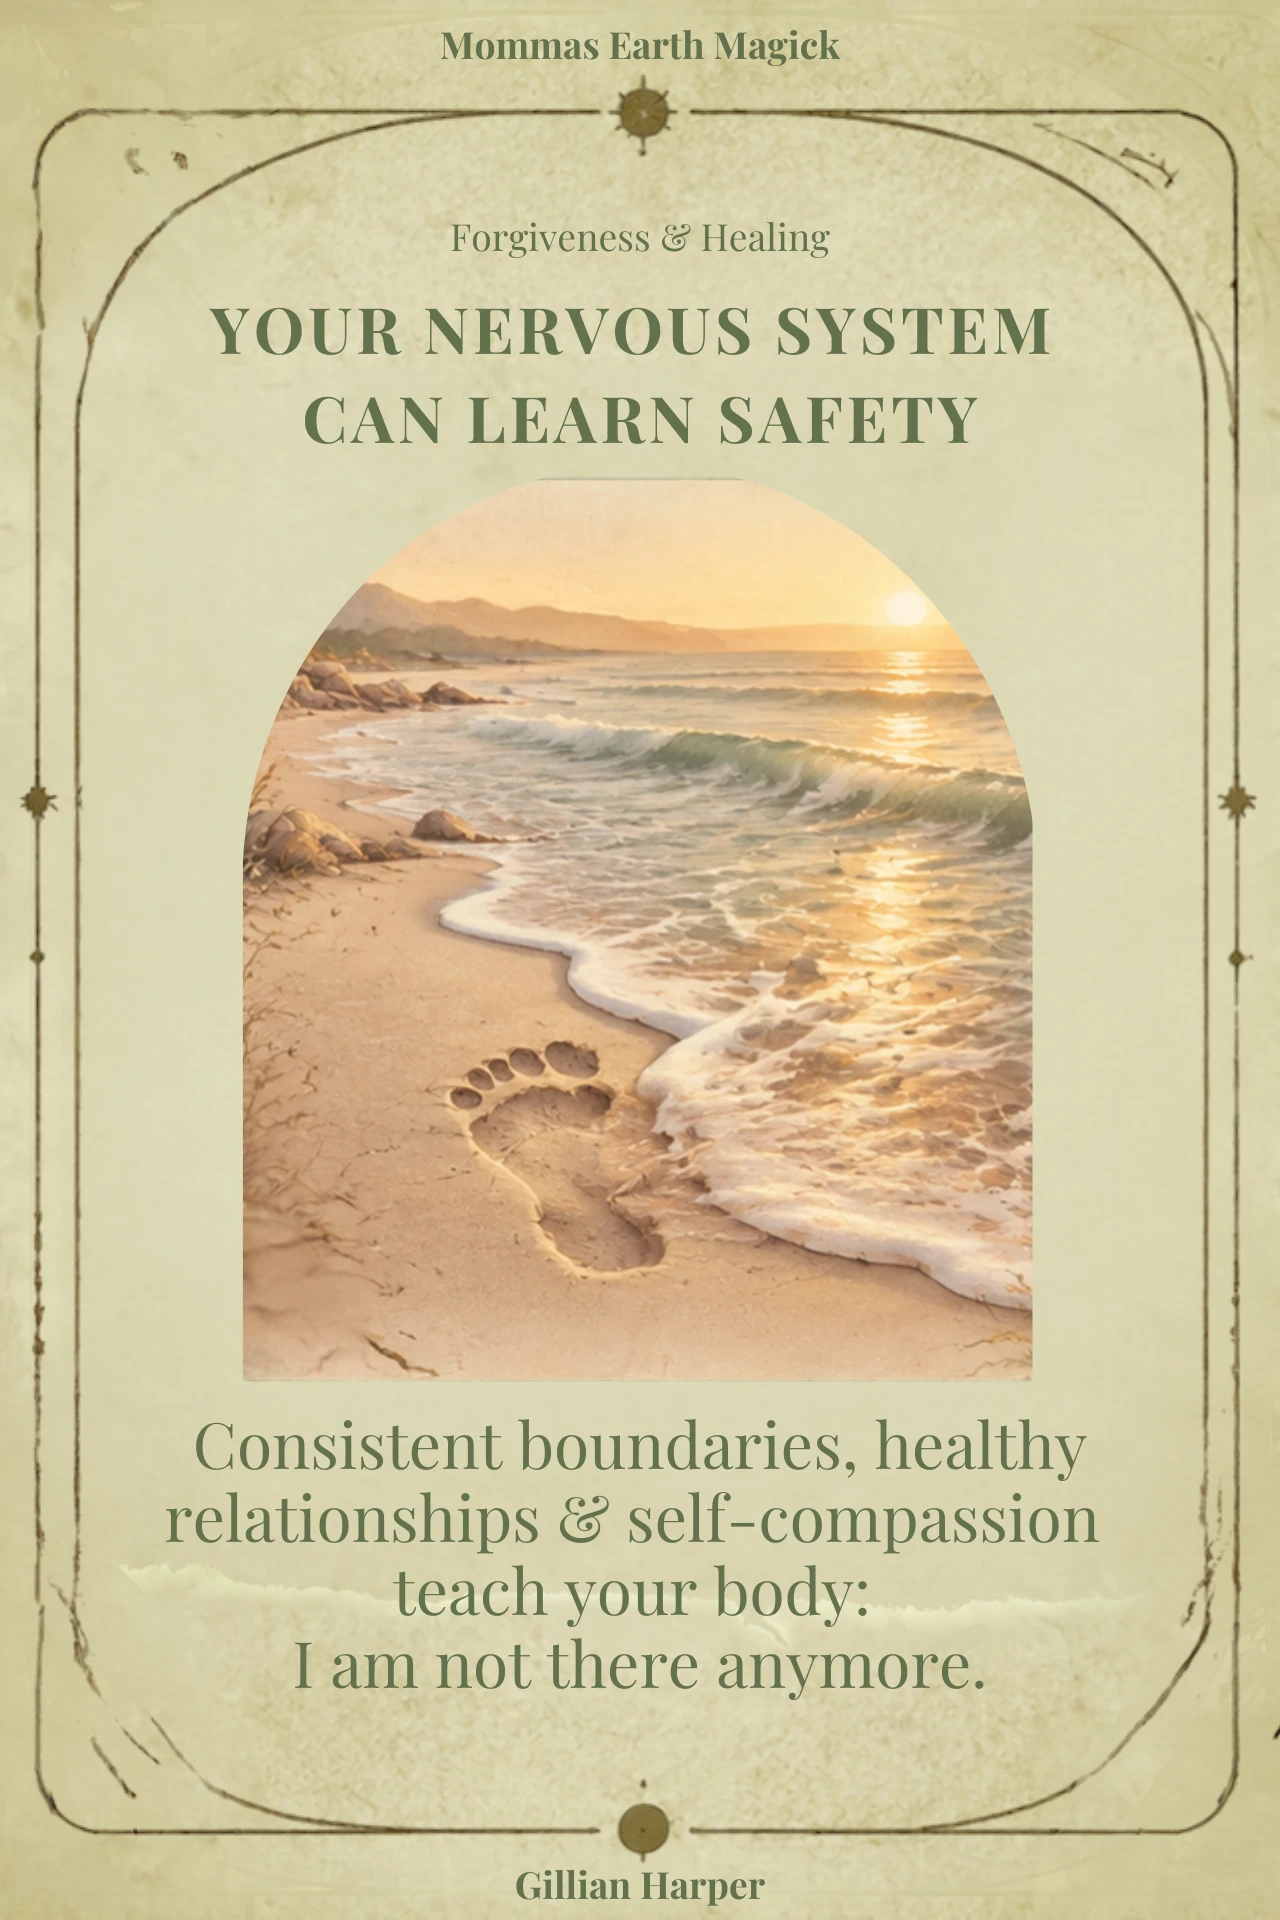 Mommas Earth Magick
Forgiveness & Healing
YOUR NERVOUS SYSTEM
CAN LEARN SAFETY
Consistent boundaries, healthy
relationships & self-compassion
teach your body:
I am not there anymore.
Gillian Harper